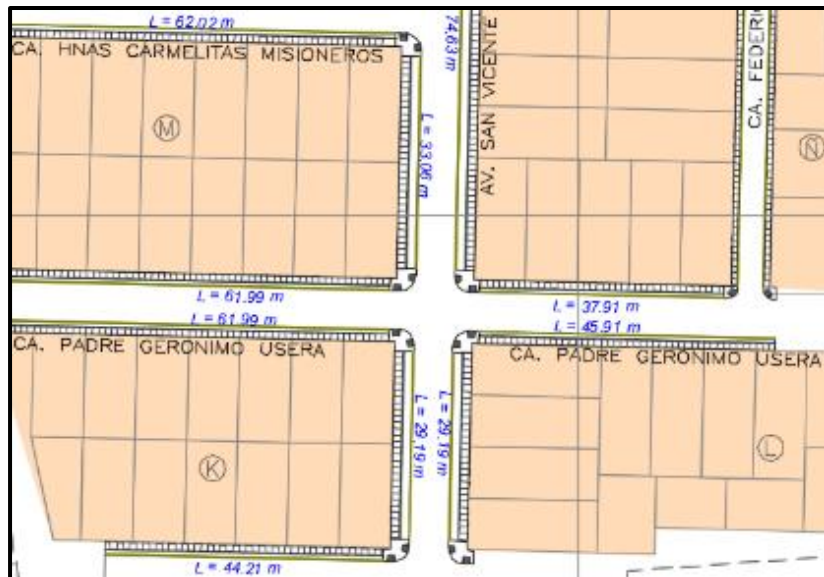 L = 62.02 m
CA. HNAS CARMELITAS MISIONEROS
M
L = 33.06 m
74.63 m
AV. SAN VICENTE
CA. FEDERI
Ñ
L = 61.99 m
L = 37.91 m
L = 61.99 m
L = 45.91 m
CA. PADRE GERONIMO USERA
CA. PADRE GERONIMO USERA
L = 29.19 m
L = 29.19 m
K
L
L = 44.21 m